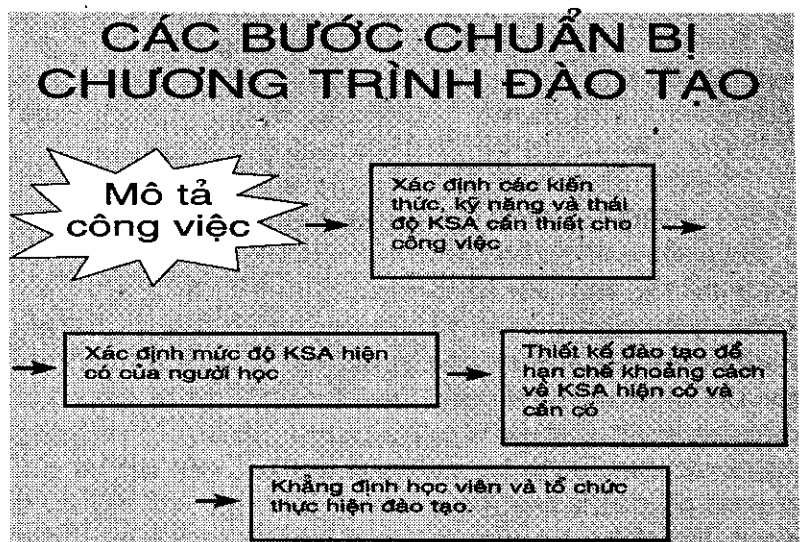 CÁC BƯỚC CHUẨN BỊ
CHƯƠNG TRÌNH ĐÀO TẠO
Mô tả
công việc
Xác định các kiến
thức, kỹ năng và thái
độ KSA cần thiết cho
công việc
Xác định mức độ KSA hiện
có của người học
Thiết kế đào tạo để
hạn chế khoảng cách
về KSA hiện có và
cần có
Khẳng định học viên và tổ chức
thực hiện đào tạo.